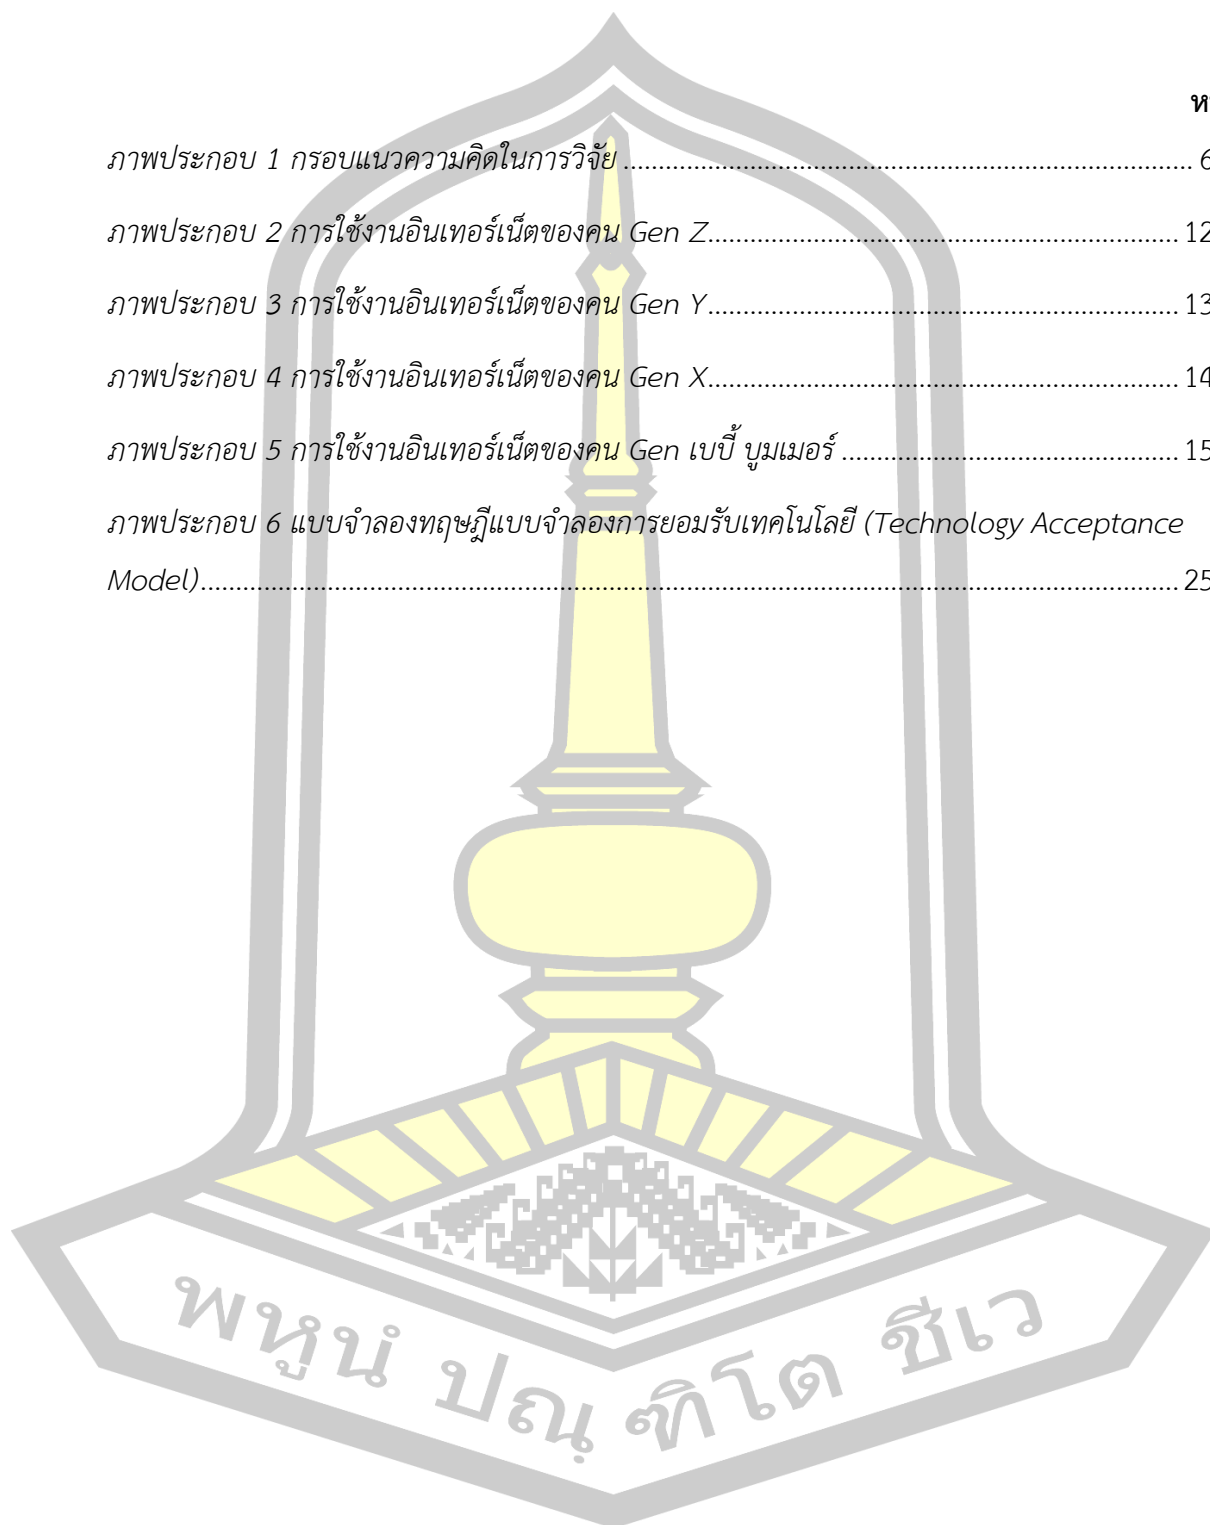 ห
ภาพประกอบ 1 กรอบแนวความคิดในการวิจัย ........................................................................ 6
ภาพประกอบ 2 การใช้งานอินเทอร์เน็ตของคน Gen Z............................................................ 12
ภาพประกอบ 3 การใช้งานอินเทอร์เน็ตของคน Gen Y............................................................ 13
ภาพประกอบ 4 การใช้งานอินเทอร์เน็ตของคน Gen X............................................................ 14
ภาพประกอบ 5 การใช้งานอินเทอร์เน็ตของคน Gen เบบี้ บูมเมอร์ ........................................... 15
ภาพประกอบ 6 แบบจำลองทฤษฎีแบบจำลองการยอมรับเทคโนโลยี (Technology Acceptance
Model)............................................................................................................................ 25
พหูนํ ปณฺฑิโต ชีเว